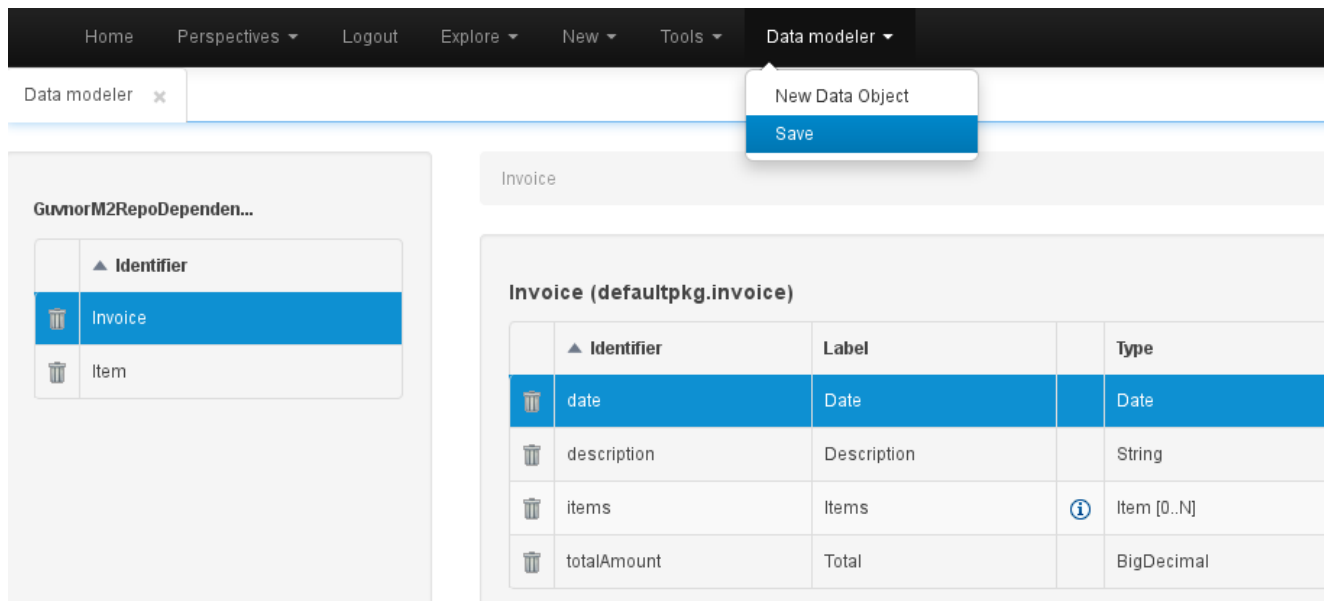 Home Perspectives Logout Explore New Tools Data modeler
Data modeler ×
New Data Object
Save
Invoice
GuvnorM2RepoDependen...
Identifier
Invoice
Item
Invoice (defaultpkg.invoice)
Identifier Label Type
date Date Date
description Description String
items Items Item [0..N]
totalAmount Total BigDecimal